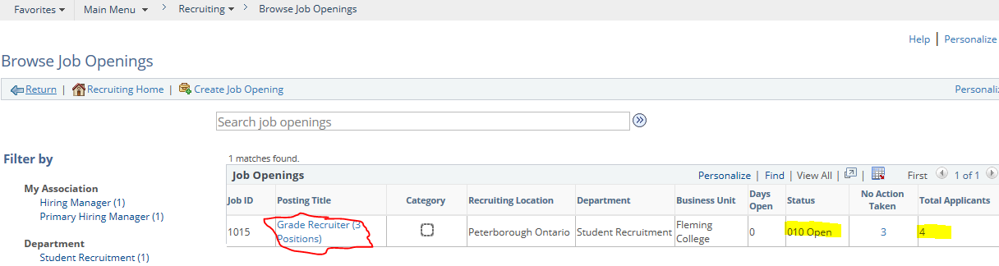 Favorites Main Menu Recruiting Browse Job Openings
Help Personalize
Browse Job Openings
Return | Recruiting Home | Create Job Opening Personaliz
Search job openings
Filter by
1 matches found.
Job Openings Personalize | Find | View All | First 1 of 1
My Association
Hiring Manager (1)
Primary Hiring Manager (1)
Department
Student Recruitment (1)
Job ID Posting Title Category Recruiting Location Department Business Unit Days Open Status No Action Taken Total Applicants
1015 Grade Recruiter (3 Positions) Peterborough Ontario Student Recruitment Fleming College 0 010 Open 3 4